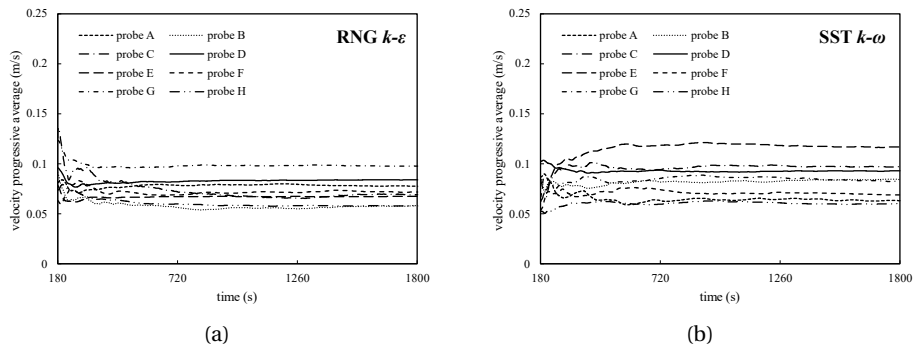 0.25
0.2
0.15
0.1
0.05
0
velocity progressive average (m/s)
probe A
probe B
probe C
probe D
probe E
probe F
probe G
probe H
RNG k-ε
180
720
1260
1800
time (s)
(a)
0.25
0.2
0.15
0.1
0.05
0
velocity progressive average (m/s)
probe A
probe B
probe C
probe D
probe E
probe F
probe G
probe H
SST k-ω
180
720
1260
1800
time (s)
(b)